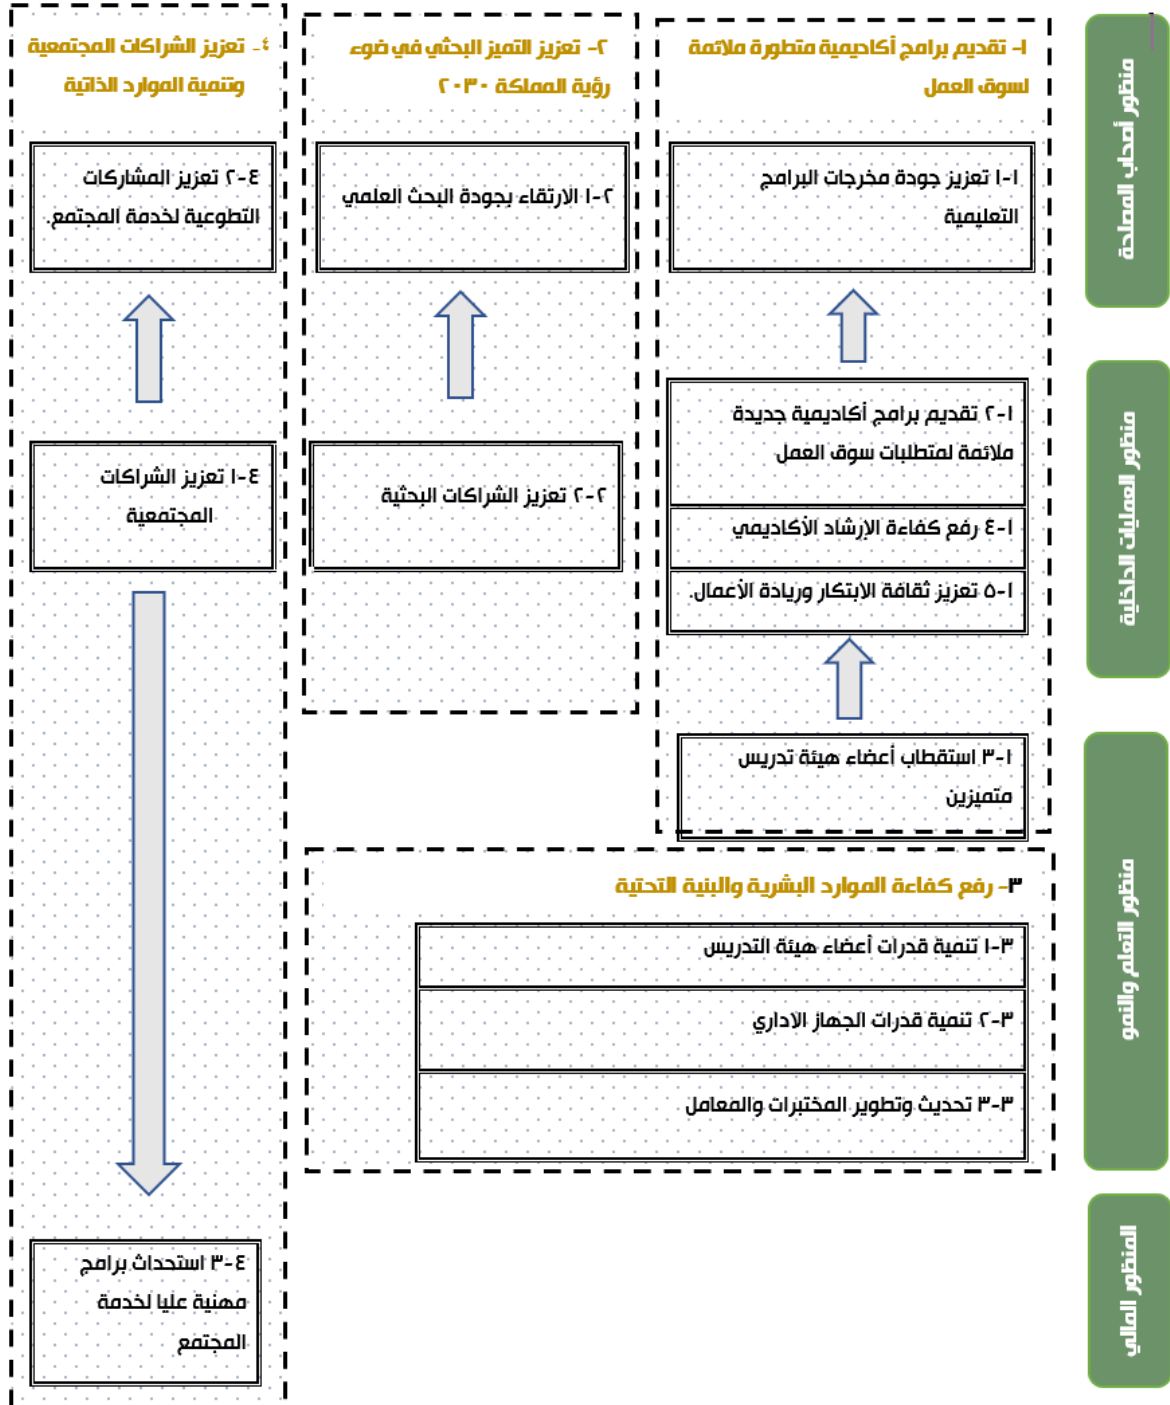 منظور أصحاب المصلحة
١- تقديم برامج أكاديمية متطورة ملائمة
لسوق العمل
١-١ تعزيز جودة مخرجات البرامج
التعليمية
٢- تعزيز التميز البحثي في ضوء
رؤية المملكة ٢٠٣٠
٢-١ الارتقاء بجودة البحث العلمي
٤- تعزيز الشراكات المجتمعية
وتنمية الموارد الذاتية
٤-٢ تعزيز المشاركات
التطوعية لخدمة المجتمع.
منظور العمليات الداخلية
١-٢ تقديم برامج أكاديمية جديدة
ملائمة لمتطلبات سوق العمل
١-٤ رفع كفاءة الإرشاد الأكاديمي
١-٥ تعزيز ثقافة الابتكار وريادة الأعمال.
٢-٢ تعزيز الشراكات البحثية
٤-١ تعزيز الشراكات
المجتمعية
منظور التعلم والنمو
١-٣ استقطاب أعضاء هيئة تدريس
متميزين
٣- رفع كفاءة الموارد البشرية والبنية التحتية
٣-١ تنمية قدرات أعضاء هيئة التدريس
٣-٢ تنمية قدرات الجهاز الاداري
٣-٣ تحديث وتطوير المختبرات والمعامل
المنظور المالي
٤-٣ استحداث برامج
مهنية عليا لخدمة
المجتمع